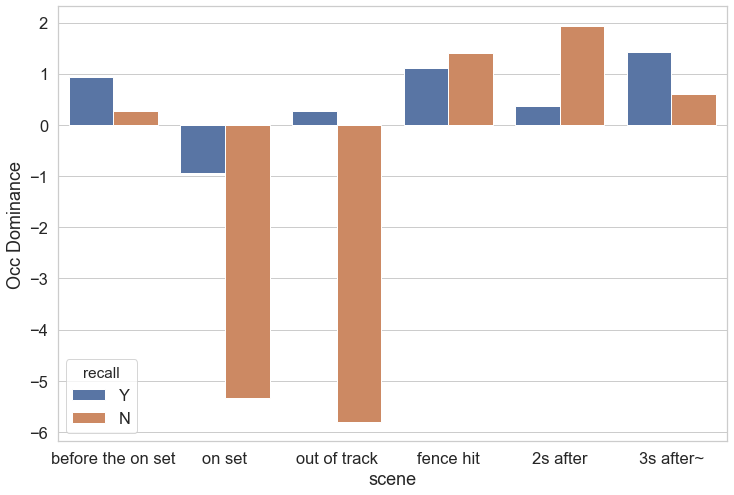 2
1
0
−1
−2
−3
−4
−5
−6
Occ Dominance
recall
Y
N
before the on set on set out of track fence hit 2s after 3s after~
scene